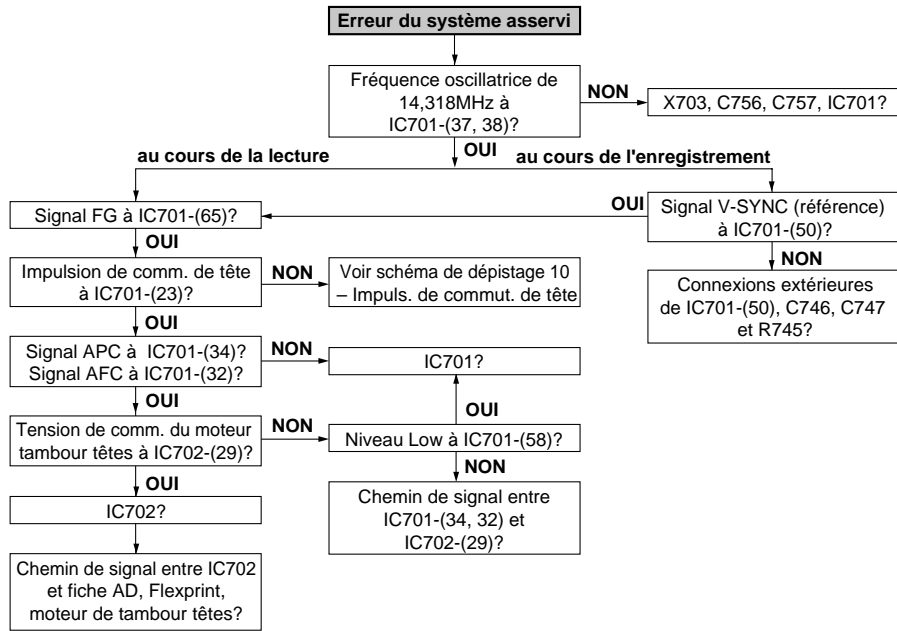 Erreur du système asservi
Fréquence oscillatrice de
14,318MHz à
IC701-(37, 38)?
NON
X703, C756, C757, IC701?
OUI
au cours de la lecture
au cours de l'enregistrement
Signal FG à IC701-(65)?
OUI
Signal V-SYNC (référence)
à IC701-(50)?
OUI
NON
Impulsion de comm. de tête
à IC701-(23)?
NON
Voir schéma de dépistage 10
– Impuls. de commut. de tête
Connexions extérieures
de IC701-(50), C746, C747
et R745?
OUI
Signal APC à IC701-(34)?
Signal AFC à IC701-(32)?
NON
IC701?
OUI
OUI
Tension de comm. du moteur
tambour têtes à IC702-(29)?
NON
Niveau Low à IC701-(58)?
OUI
NON
IC702?
Chemin de signal entre
IC701-(34, 32) et
IC702-(29)?
Chemin de signal entre IC702
et fiche AD, Flexprint,
moteur de tambour têtes?